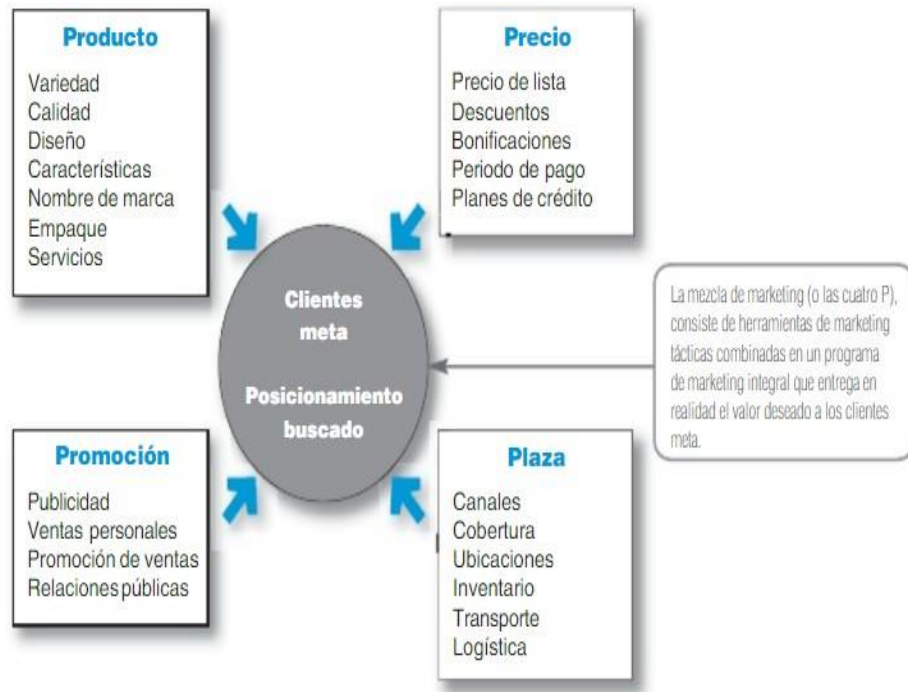 Producto
Variedad
Calidad
Diseño
Características
Nombre de marca
Empaque
Servicios
Precio
Precio de lista
Descuentos
Bonificaciones
Periodo de pago
Planes de crédito
Clientes
meta
Posicionamiento
buscado
La mezcla de marketing (o las cuatro P),
consiste de herramientas de marketing
tácticas combinadas en un programa
de marketing integral que entrega en
realidad el valor deseado a los clientes
meta.
Promoción
Publicidad
Ventas personales
Promoción de ventas
Relaciones públicas
Plaza
Canales
Cobertura
Ubicaciones
Inventario
Transporte
Logística